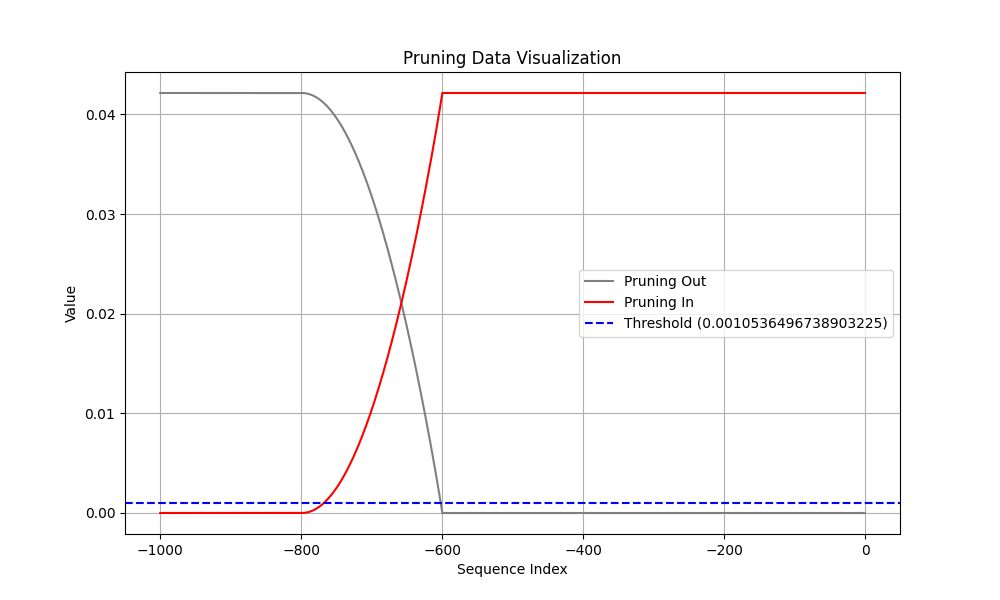 Pruning Data Visualization
Value
0.04
0.03
0.02
0.01
0.00
Pruning Out
Pruning In
Threshold (0.0010536496738903225)
−1000
−800
−600
−400
−200
0
Sequence Index